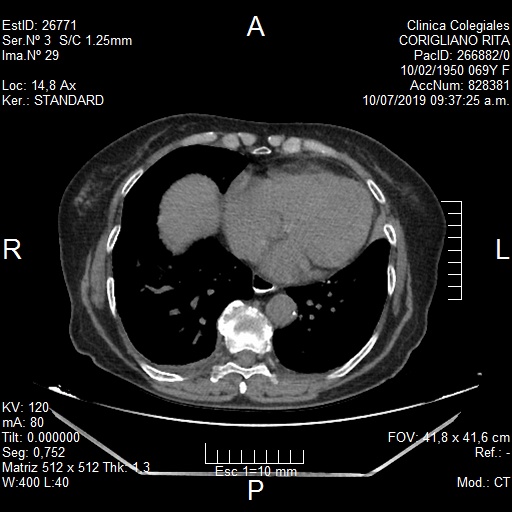 EstID: 26771
Ser.Nº 3 S/C 1.25mm
Ima.Nº 29
Loc: 14,8 Ax
Ker.: STANDARD
A
Clinica Colegiales
CORIGLIANO RITA
PacID: 266882/0
10/02/1950 069Y F
AccNum: 828381
10/07/2019 09:37:25 a.m.
R
L
KV: 120
mA: 80
Tilt: 0.000000
Seg: 0,752
Matriz 512 x 512 Thk: 1.3
W:400 L:40
Esc 1=10 mm
P
FOV: 41,8 x 41,6 cm
Ref.: -
Mod.: CT